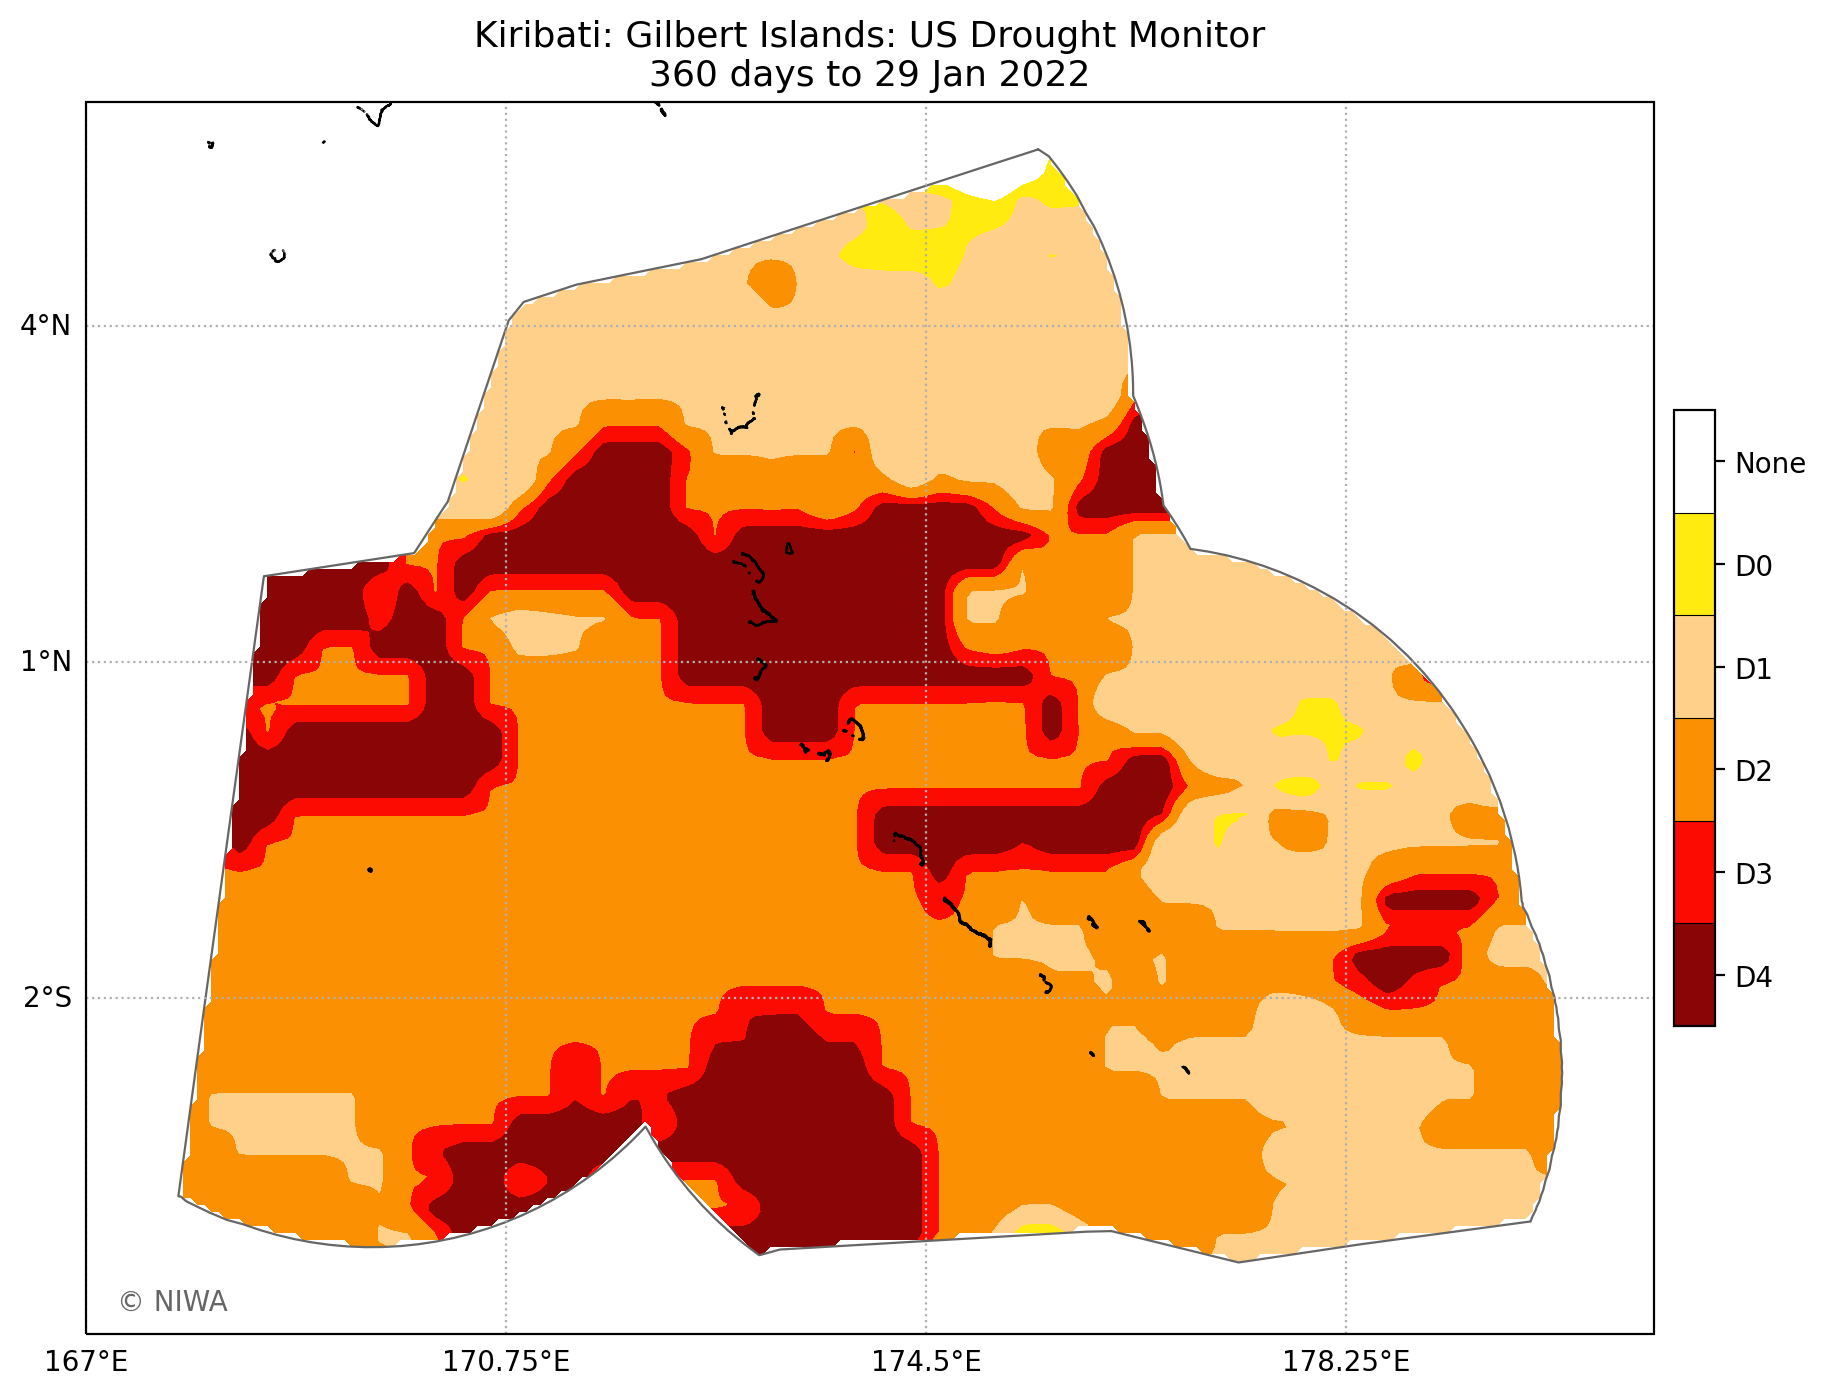 Kiribati: Gilbert Islands: US Drought Monitor
360 days to 29 Jan 2022
4°N
1°N
2°S
167°E
170.75°E
174.5°E
178.25°E
None
D0
D1
D2
D3
D4
© NIWA